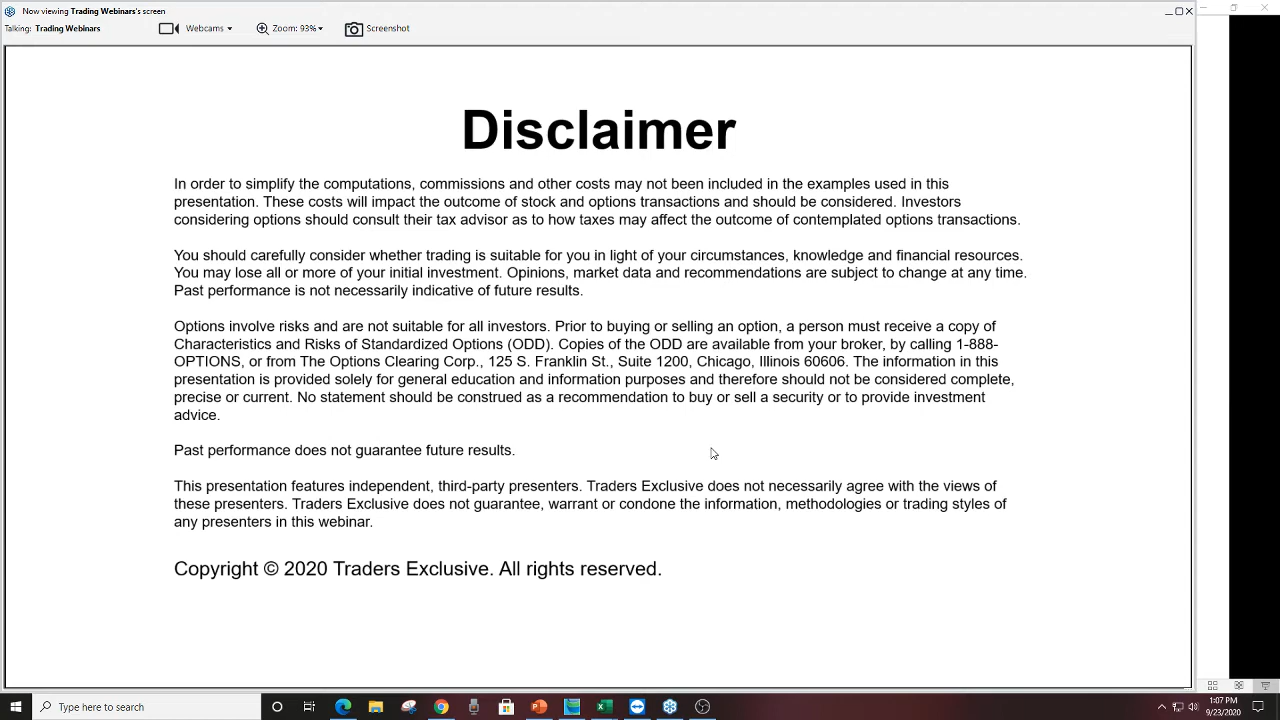 Now viewing Trading Webinars's screen
Talking: Trading Webinars
Webcams
Zoom: 93%
Screenshot
Disclaimer
In order to simplify the computations, commissions and other costs may not been included in the examples used in this
presentation. These costs will impact the outcome of stock and options transactions and should be considered. Investors
considering options should consult their tax advisor as to how taxes may affect the outcome of contemplated options transactions.
You should carefully consider whether trading is suitable for you in light of your circumstances, knowledge and financial resources.
You may lose all or more of your initial investment. Opinions, market data and recommendations are subject to change at any time.
Past performance is not necessarily indicative of future results.
Options involve risks and are not suitable for all investors. Prior to buying or selling an option, a person must receive a copy of
Characteristics and Risks of Standardized Options (ODD). Copies of the ODD are available from your broker, by calling 1-888-
OPTIONS, or from The Options Clearing Corp., 125 S. Franklin St., Suite 1200, Chicago, Illinois 60606. The information in this
presentation is provided solely for general education and information purposes and therefore should not be considered complete,
precise or current. No statement should be construed as a recommendation to buy or sell a security or to provide investment
advice.
Past performance does not guarantee future results.
This presentation features independent, third-party presenters. Traders Exclusive does not necessarily agree with the views of
these presenters. Traders Exclusive does not guarantee, warrant or condone the information, methodologies or trading styles of
any presenters in this webinar.
Copyright © 2020 Traders Exclusive. All rights reserved.
Type here to search
1:07 PM
9/23/2020